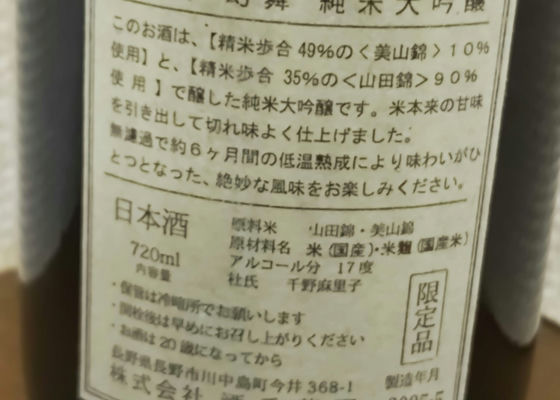 幻舞 純米大吟醸
このお酒は、【精米歩合 49%の<美山錦>10%
使用】と、【精米歩合 35%の<山田錦>90%
使用】で醸した純米大吟醸です。米本来の甘味
を引き出して切れ味よく仕上げました。
無濾過で約6ヶ月間の低温熟成により味わいがひ
とつとなった、絶妙な風味をお楽しみください。
日本酒
720ml
内容量
原料米 山田錦・美山錦
原材料名 米(国産)・米麹(国産米)
アルコール分 17度
杜氏 千野麻里子
・保管は冷暗所でお願いします
・開栓後は早めにお召し上がりください
・お酒は20歳になってから
限定品
長野県長野市川中島町今井368-1
株式会社
製造年月